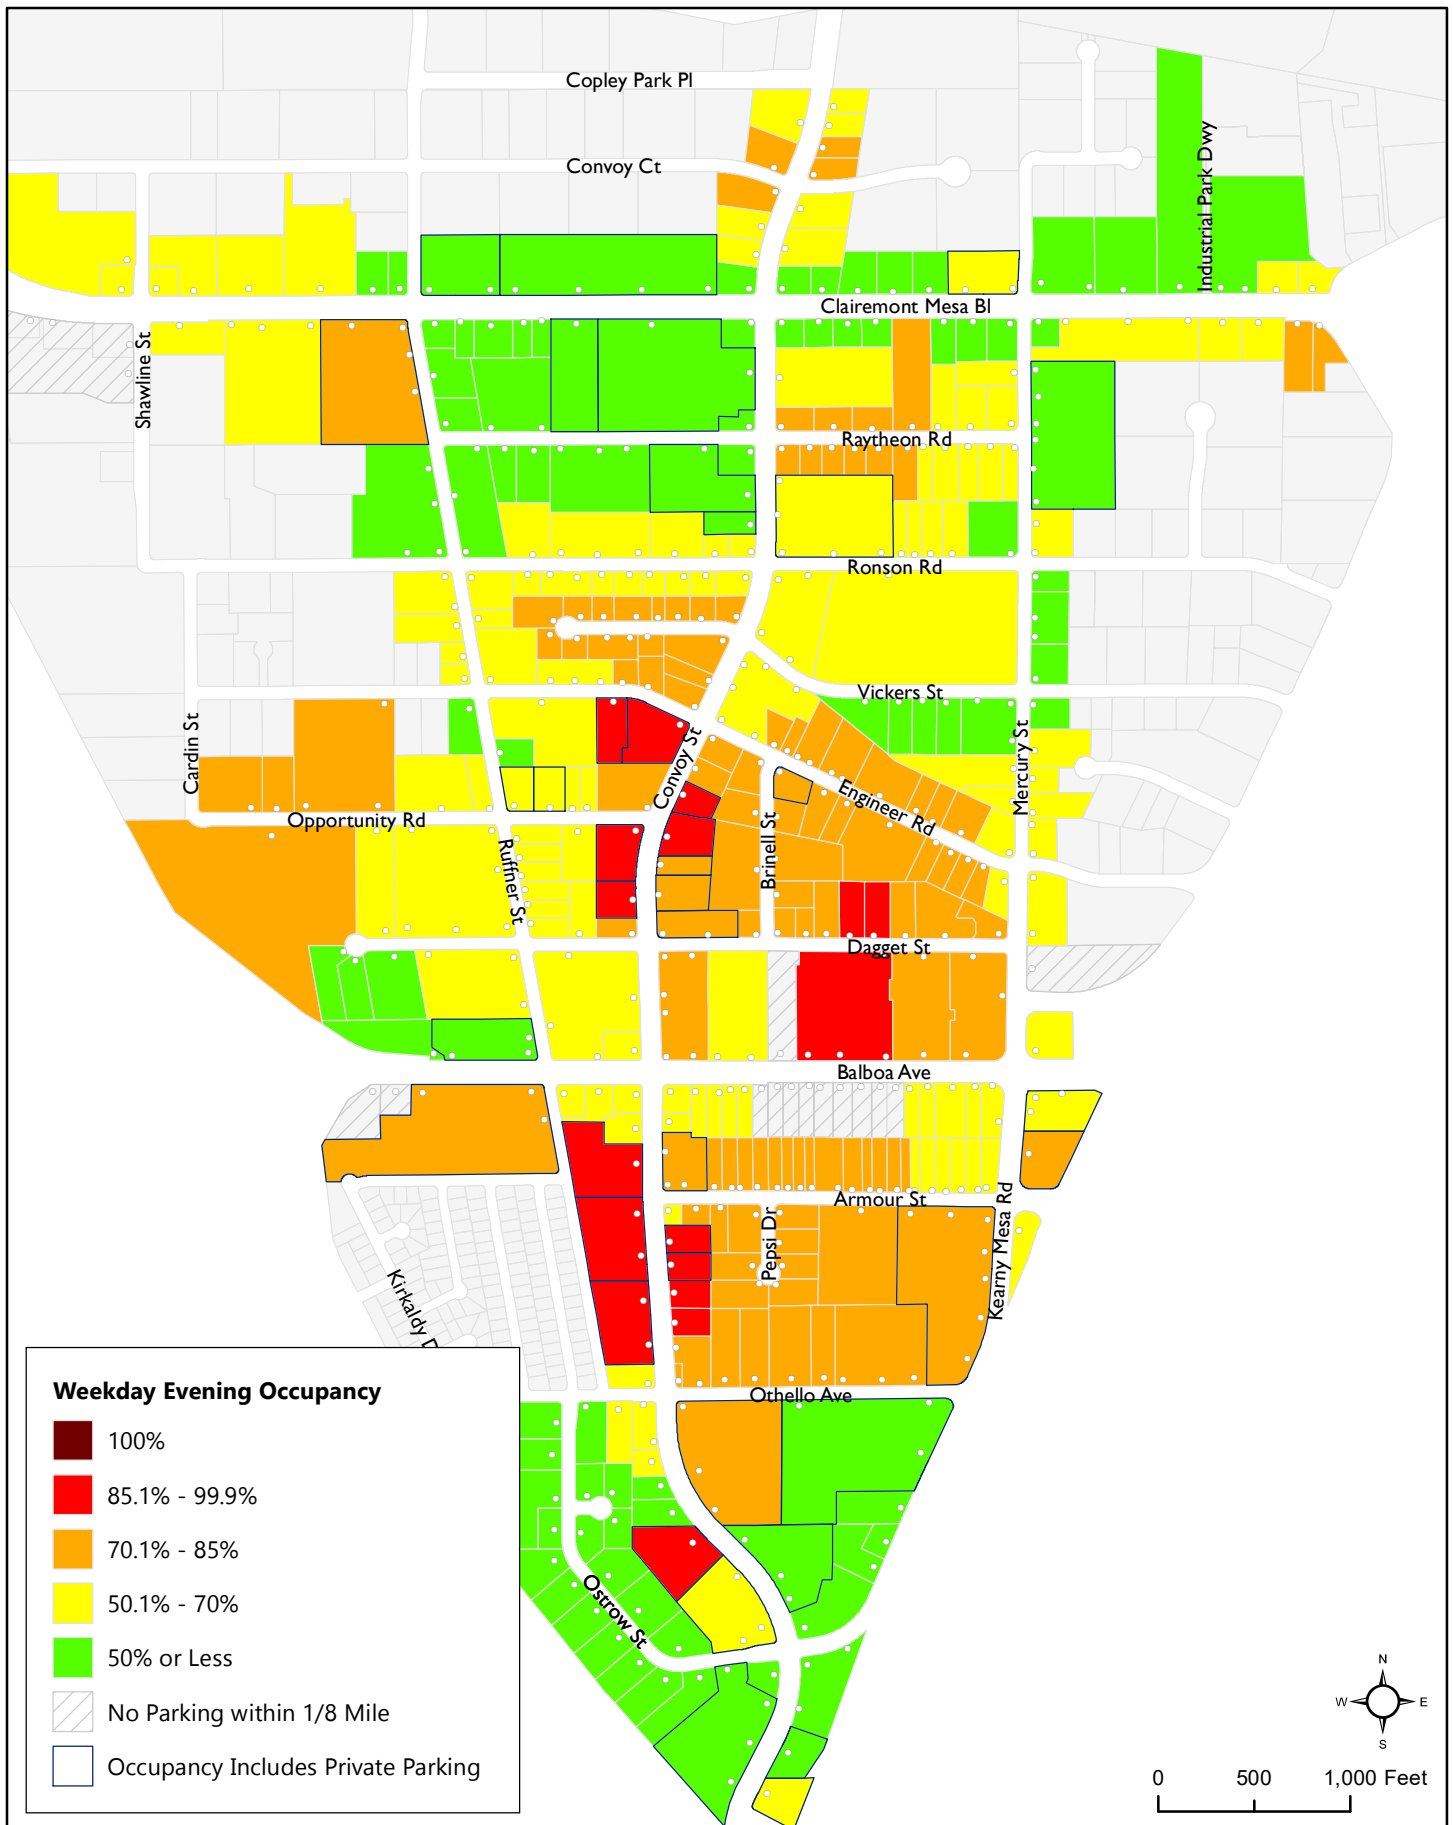 Copley Park Pl
Convoy Ct
Industrial Park Dwy
Clairemont Mesa Bl
Shawline St
Raytheon Rd
Ronson Rd
Vickers St
Cardin St
Convoy St
Mercury St
Engineer Rd
Opportunity Rd
Brinell St
Ruffner St
Dagget St
Balboa Ave
Armour St
Pepsi Dr
Kearny Mesa Rd
Kirkaldy D
Othello Ave
Ostrow St
Weekday Evening Occupancy
100%
85.1% - 99.9%
70.1% - 85%
50.1% - 70%
50% or Less
No Parking within 1/8 Mile
Occupancy Includes Private Parking
N
W E
S
0 500 1,000 Feet